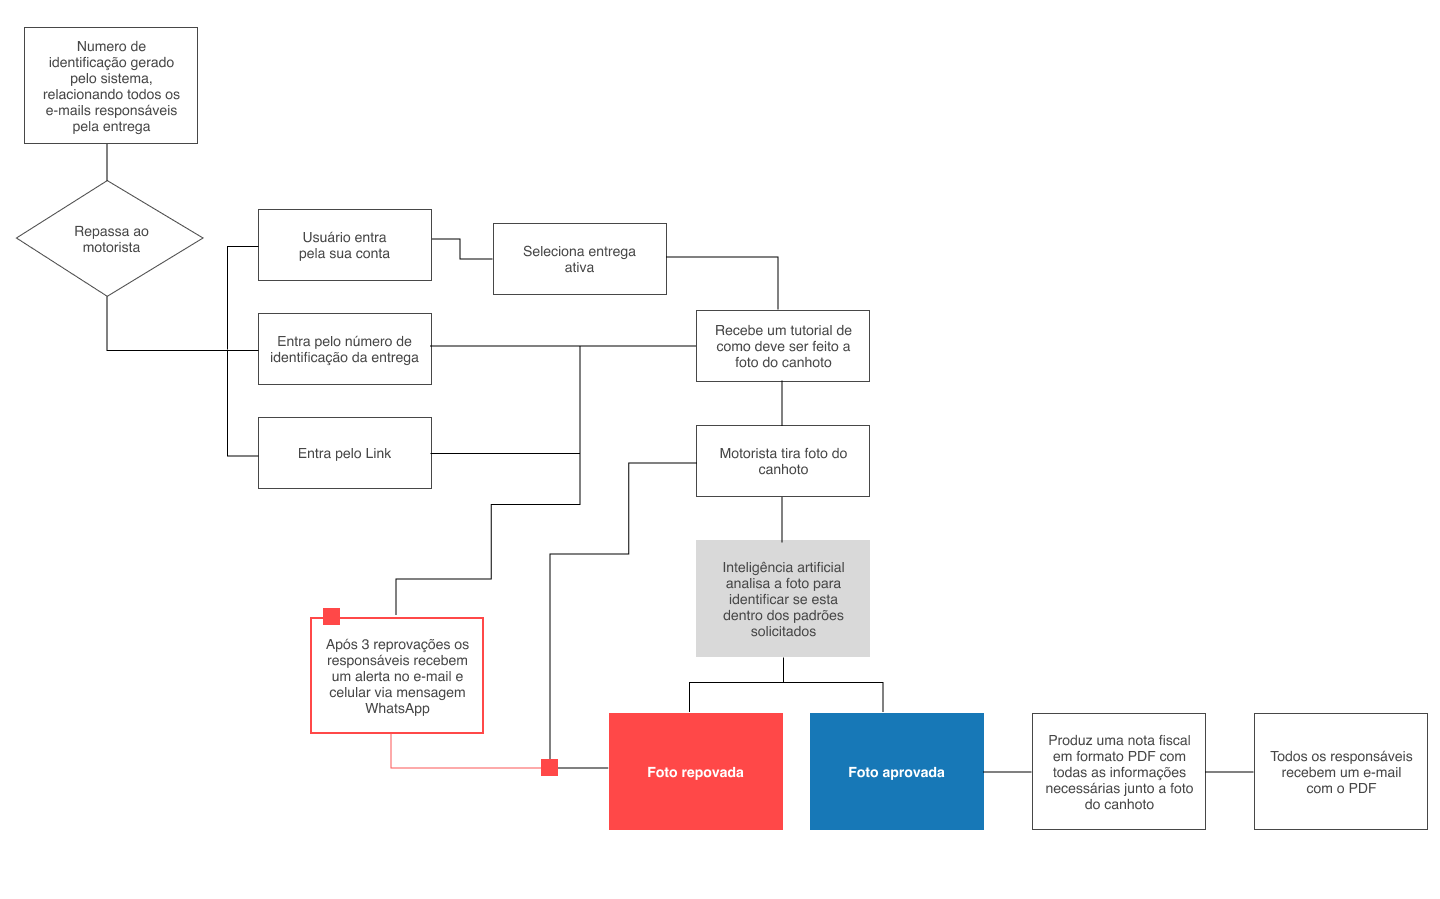 Numero de
identificação gerado
pelo sistema,
relacionando todos os
e-mails responsáveis
pela entrega
Repassa ao
motorista
Usuário entra
pela sua conta
Seleciona entrega
ativa
Entra pelo número de
identificação da entrega
Recebe um tutorial de
como deve ser feito a
foto do canhoto
Entra pelo Link
Motorista tira foto do
canhoto
Inteligência artificial
analisa a foto para
identificar se esta
dentro dos padrões
solicitados
Após 3 reprovações os
responsáveis recebem
um alerta no e-mail e
celular via mensagem
WhatsApp
Foto repovada
Foto aprovada
Produz uma nota fiscal
em formato PDF com
todas as informações
necessárias junto a foto
do canhoto
Todos os responsáveis
recebem um e-mail
com o PDF